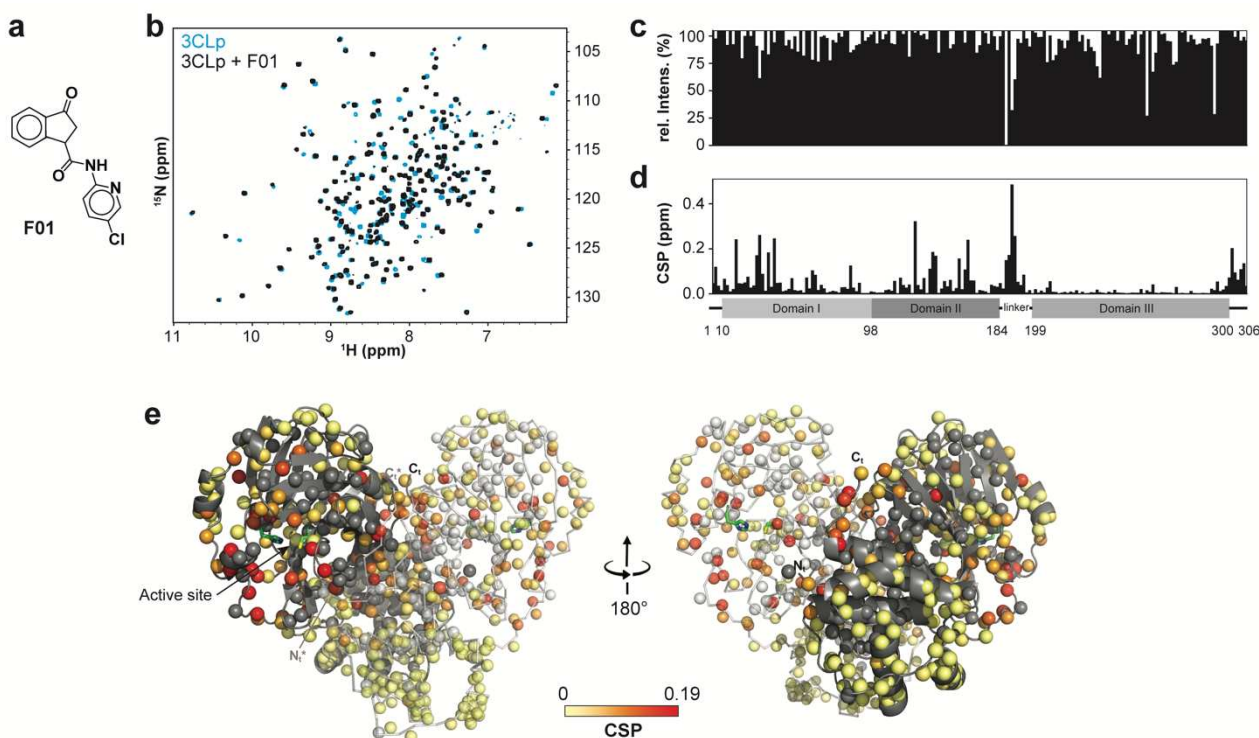 a
O
O
NH
N
Cl
F01
b
3CLp
3CLp + F01
105
110
115
120
125
130
¹⁵N (ppm)
11 10 9 8 7
¹H (ppm)
c
100
75
50
25
0
rel. Intens. (%)
d
0.4
0.2
0.0
CSP (ppm)
Domain I Domain II linker Domain III
1 10 98 184 199 300 306
e
C* Cₜ
Active site
Nₜ*
180°
Cₜ
Nₜ
0 0.19
CSP